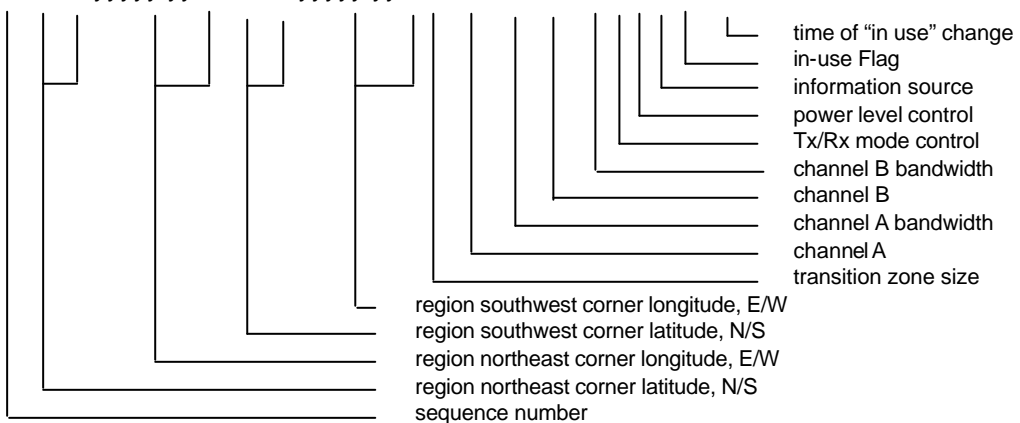 time of “in use” change
in-use Flag
information source
power level control
Tx/Rx mode control
channel B bandwidth
channel B
channel A bandwidth
channel A
transition zone size
region southwest corner longitude, E/W
region southwest corner latitude, N/S
region northeast corner longitude, E/W
region northeast corner latitude, N/S
sequence number